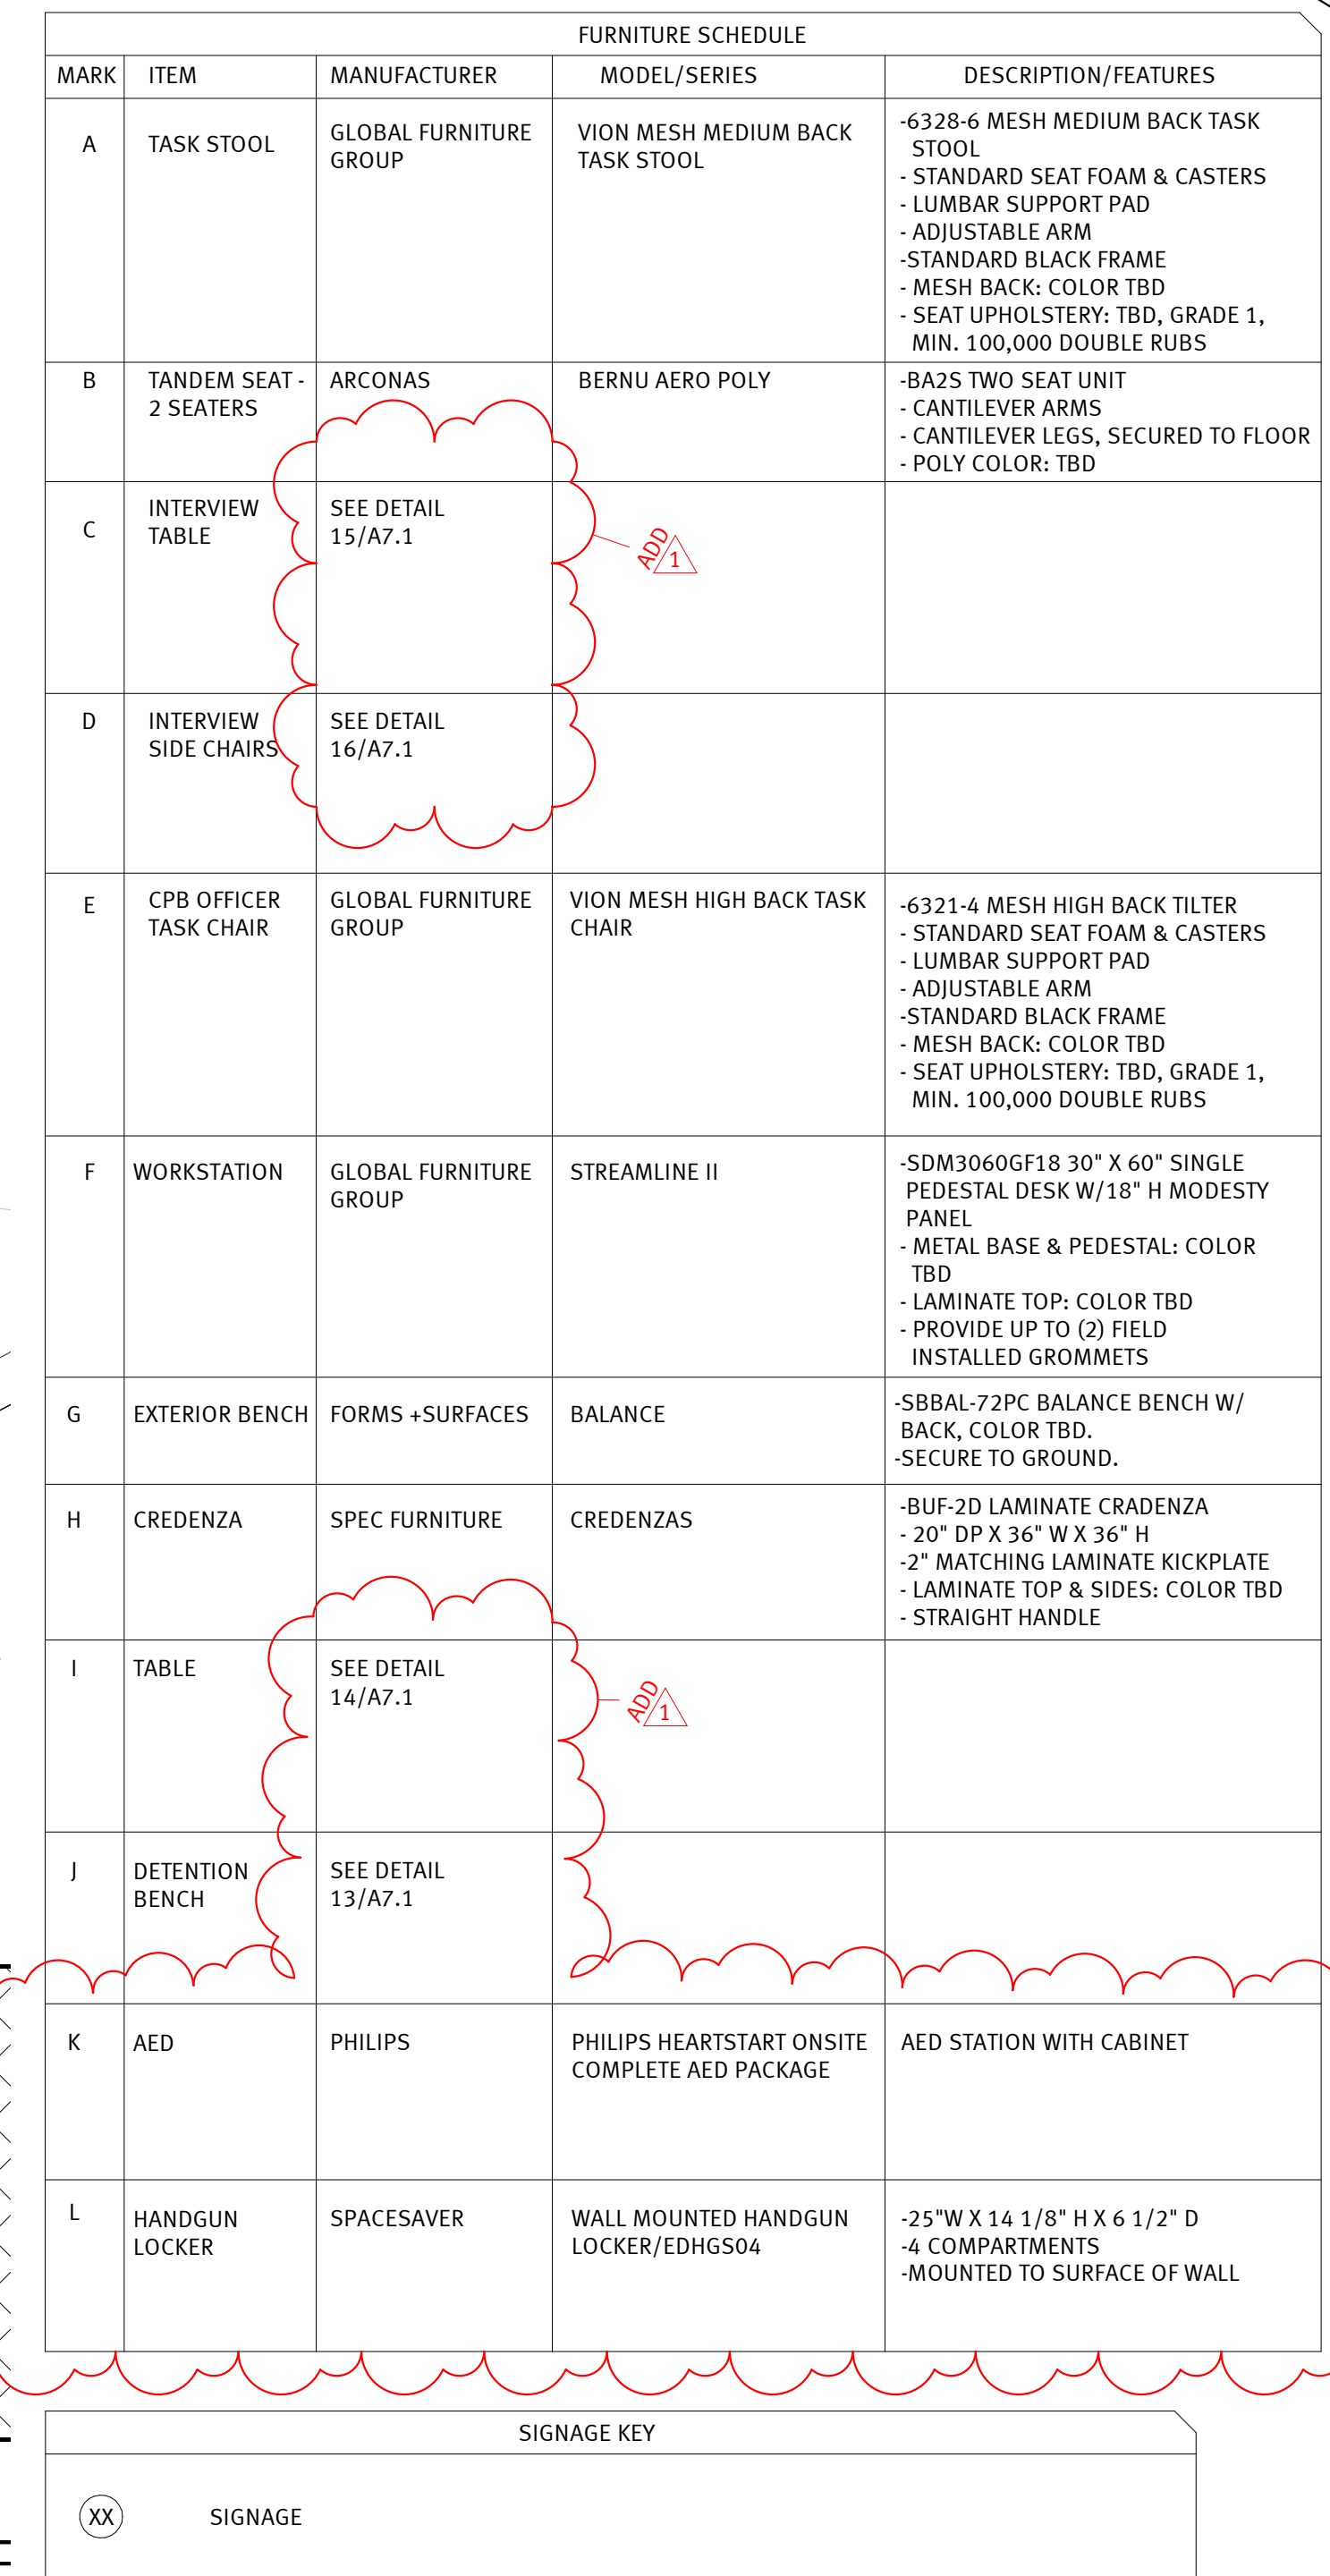 FURNITURE SCHEDULE
MARK ITEM MANUFACTURER MODEL/SERIES DESCRIPTION/FEATURES
A TASK STOOL GLOBAL FURNITURE GROUP VION MESH MEDIUM BACK TASK STOOL
-6328-6 MESH MEDIUM BACK TASK
STOOL
- STANDARD SEAT FOAM & CASTERS
- LUMBAR SUPPORT PAD
- ADJUSTABLE ARM
-STANDARD BLACK FRAME
- MESH BACK: COLOR TBD
- SEAT UPHOLSTERY: TBD, GRADE 1,
MIN. 100,000 DOUBLE RUBS
B TANDEM SEAT - 2 SEATERS ARCONAS BERNU AERO POLY
-BA2S TWO SEAT UNIT
- CANTILEVER ARMS
- CANTILEVER LEGS, SECURED TO FLOOR
- POLY COLOR: TBD
C INTERVIEW TABLE SEE DETAIL 15/A7.1
ADD 1
D INTERVIEW SIDE CHAIRS SEE DETAIL 16/A7.1
E CPB OFFICER TASK CHAIR GLOBAL FURNITURE GROUP VION MESH HIGH BACK TASK CHAIR
-6321-4 MESH HIGH BACK TILTER
- STANDARD SEAT FOAM & CASTERS
- LUMBAR SUPPORT PAD
- ADJUSTABLE ARM
-STANDARD BLACK FRAME
- MESH BACK: COLOR TBD
- SEAT UPHOLSTERY: TBD, GRADE 1,
MIN. 100,000 DOUBLE RUBS
F WORKSTATION GLOBAL FURNITURE GROUP STREAMLINE II
-SDM3060GF18 30" X 60" SINGLE
PEDESTAL DESK W/18" H MODESTY
PANEL
- METAL BASE & PEDESTAL: COLOR
TBD
- LAMINATE TOP: COLOR TBD
- PROVIDE UP TO (2) FIELD
INSTALLED GROMMETS
G EXTERIOR BENCH FORMS +SURFACES BALANCE
-SBBAL-72PC BALANCE BENCH W/
BACK, COLOR TBD.
-SECURE TO GROUND.
H CREDENZA SPEC FURNITURE CREDENZAS
-BUF-2D LAMINATE CRADENZA
- 20" DP X 36" W X 36" H
-2" MATCHING LAMINATE KICKPLATE
- LAMINATE TOP & SIDES: COLOR TBD
- STRAIGHT HANDLE
I TABLE SEE DETAIL 14/A7.1
ADD 1
J DETENTION BENCH SEE DETAIL 13/A7.1
K AED PHILIPS PHILIPS HEARTSTART ONSITE COMPLETE AED PACKAGE AED STATION WITH CABINET
L HANDGUN LOCKER SPACESAVER WALL MOUNTED HANDGUN LOCKER/EDHGS04
-25"W X 14 1/8" H X 6 1/2" D
-4 COMPARTMENTS
-MOUNTED TO SURFACE OF WALL
SIGNAGE KEY
XX SIGNAGE